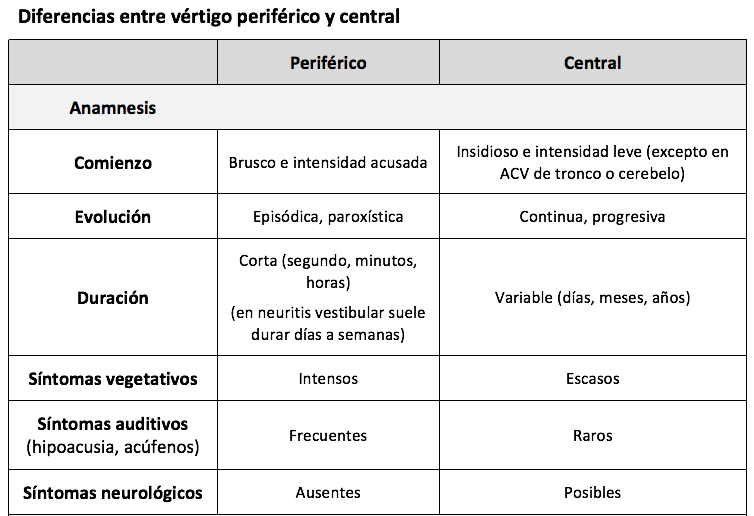 Diferencias entre vértigo periférico y central
Periférico Central
Anamnesis
Comienzo Brusco e intensidad acusada Insidioso e intensidad leve (excepto en
ACV de tronco o cerebelo)
Evolución Episódica, paroxística Continua, progresiva
Corta (segundo, minutos,
horas)
Duración Variable (días, meses, años)
(en neuritis vestibular suele
durar días a semanas)
Síntomas vegetativos Intensos Escasos
Síntomas auditivos
(hipoacusia, acúfenos) Frecuentes Raros
Síntomas neurológicos Ausentes Posibles